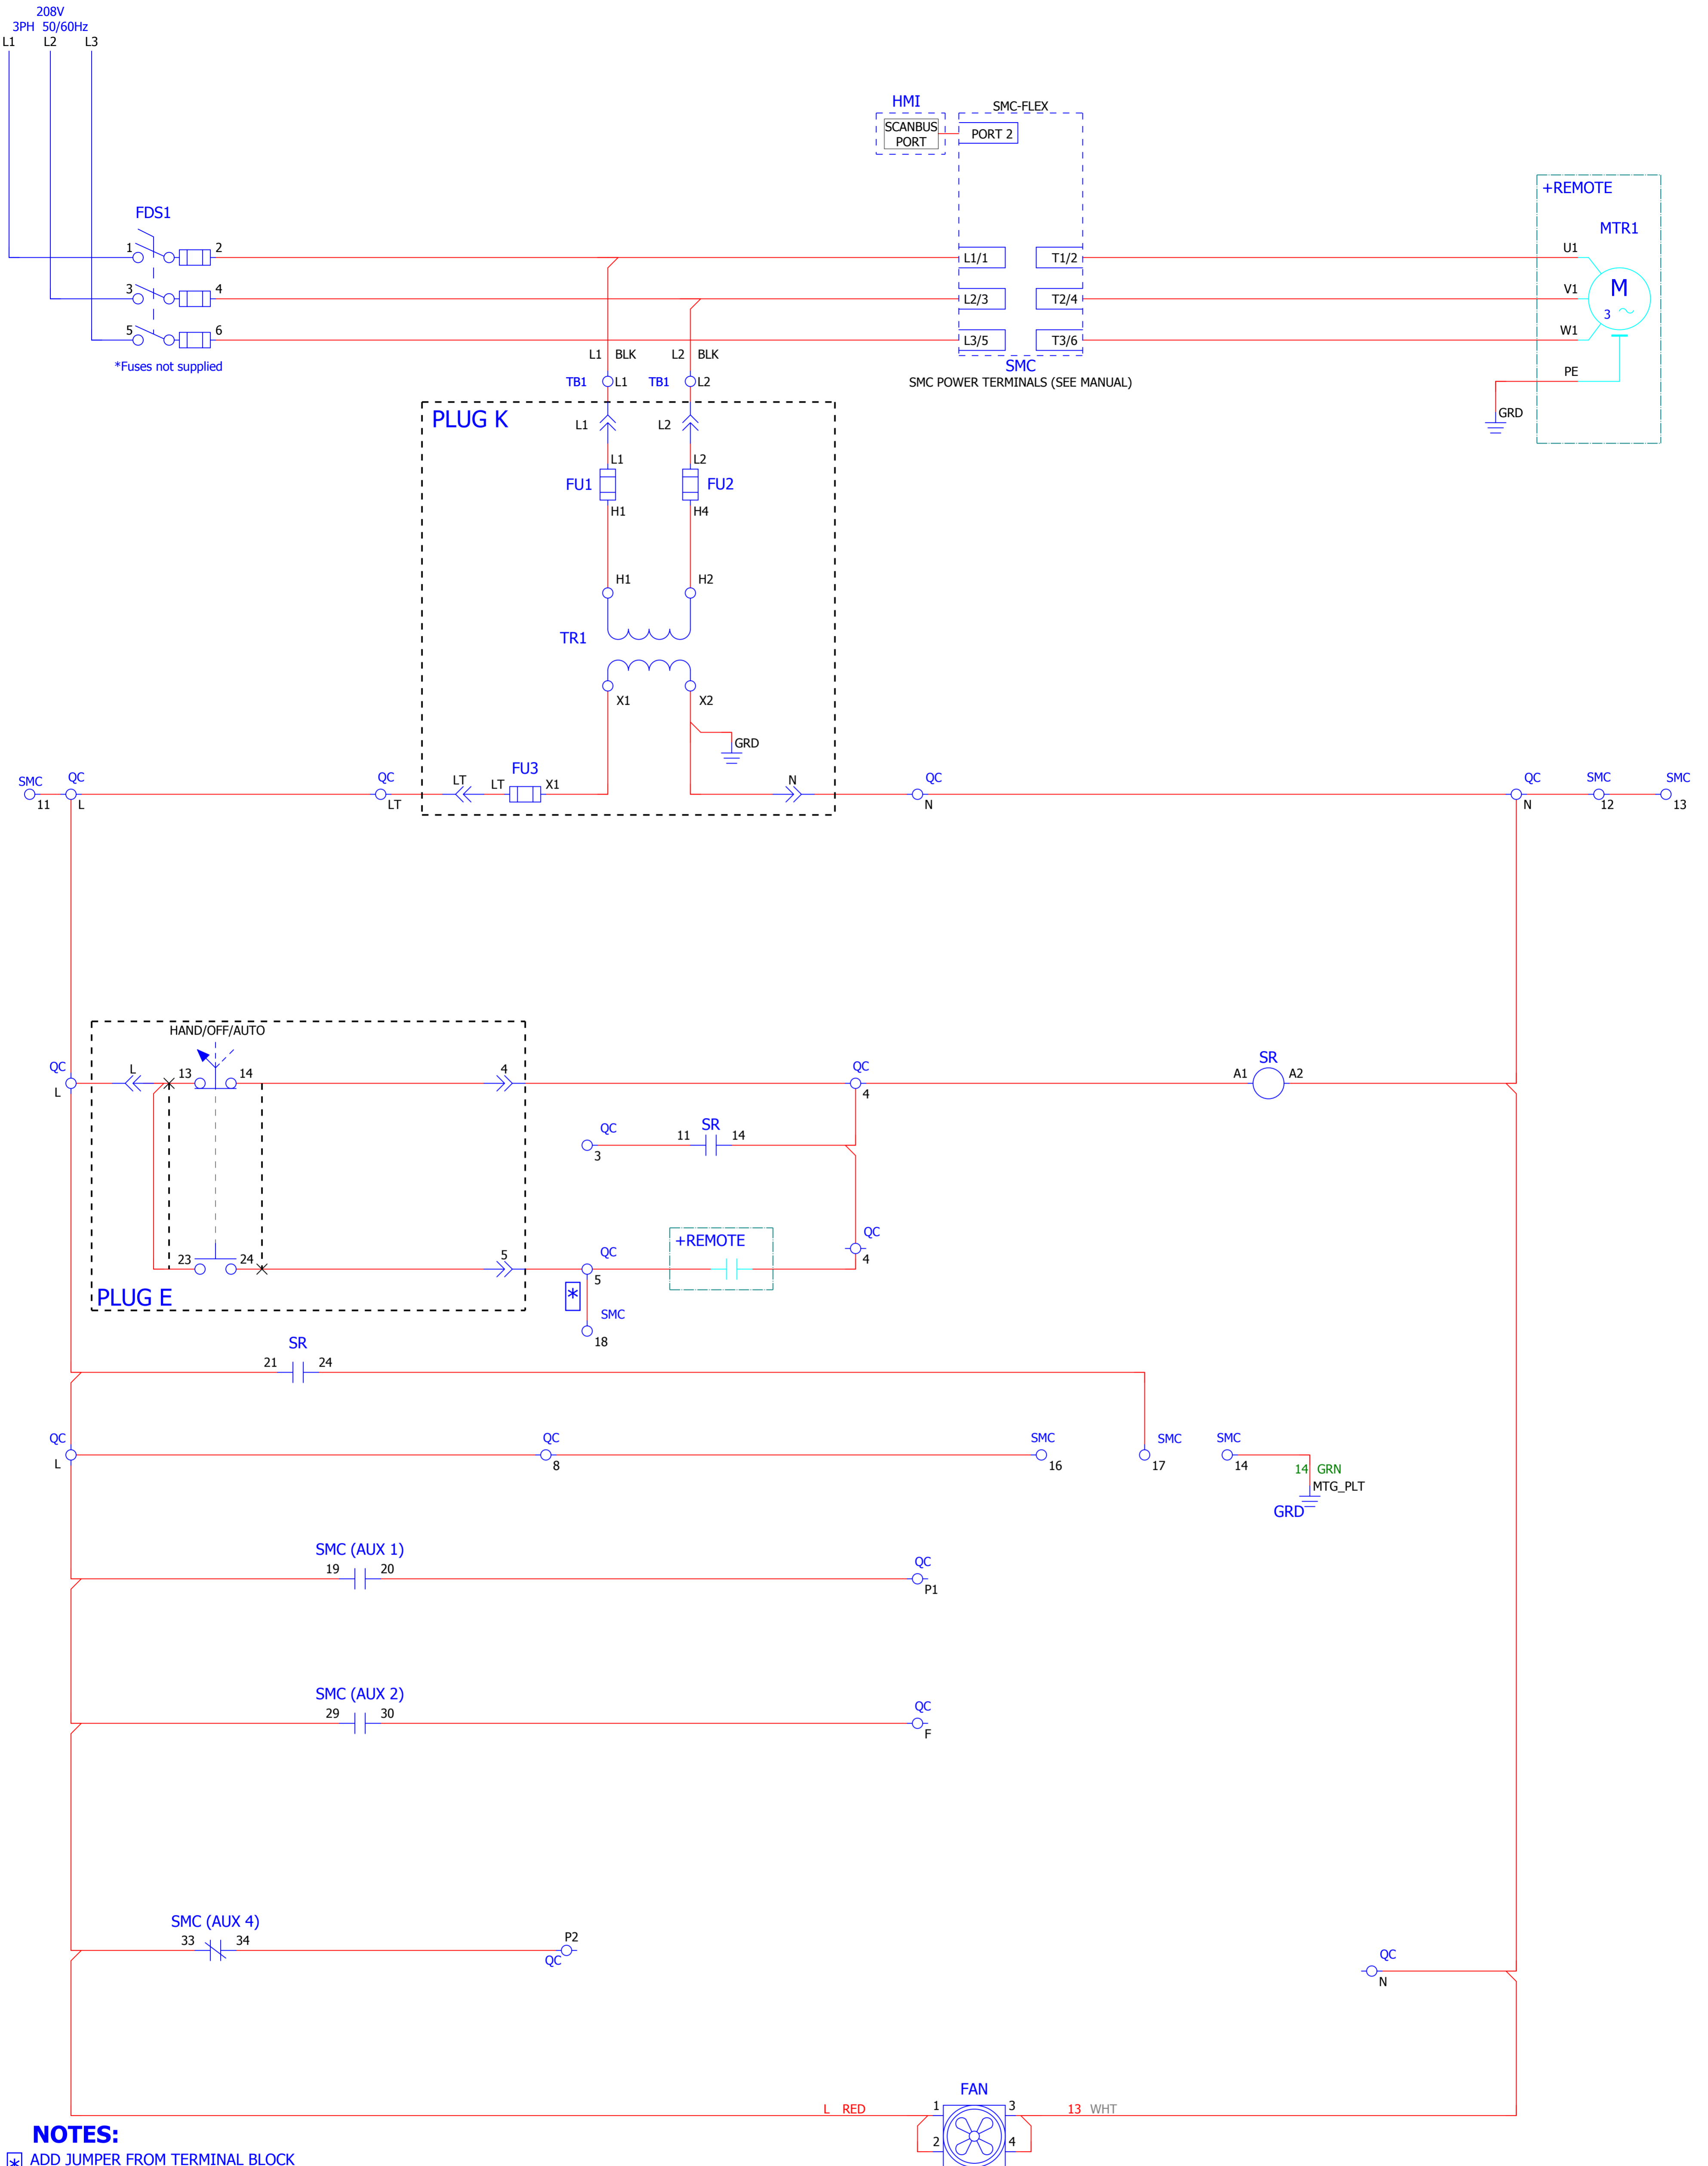 208V
3PH 50/60Hz
L1 L2 L3
HMI
SMC-FLEX
SCANBUS
PORT
PORT 2
+REMOTE
FDS1
MTR1
1 2
L1/1 T1/2
U1
3 4
L2/3 T2/4
V1
M
3
5 6
L3/5 T3/6
W1
*Fuses not supplied
L1 BLK L2 BLK
SMC
PE
TB1 L1 TB1 L2
SMC POWER TERMINALS (SEE MANUAL)
GRD
PLUG K
L1 L2
L1 L2
FU1 FU2
H1 H4
H1 H2
TR1
X1 X2
GRD
SMC QC QC LT LT FU3 X1 N QC QC SMC SMC
11 L LT N N 12 13
HAND/OFF/AUTO
QC L 13 14 4 QC A1 SR A2
L 4
QC 11 SR 14
3
+REMOTE QC
23 24 5 QC 4
5
PLUG E
*
SMC
18
SR
21 24
QC QC SMC SMC SMC
L 8 16 17 14
14 GRN
MTG_PLT
GRD
SMC (AUX 1)
19 20 QC
P1
SMC (AUX 2)
29 30 QC
F
SMC (AUX 4)
33 34 P2
QC
QC
N
FAN
L RED 1 3 13 WHT
2 4
NOTES:
* ADD JUMPER FROM TERMINAL BLOCK